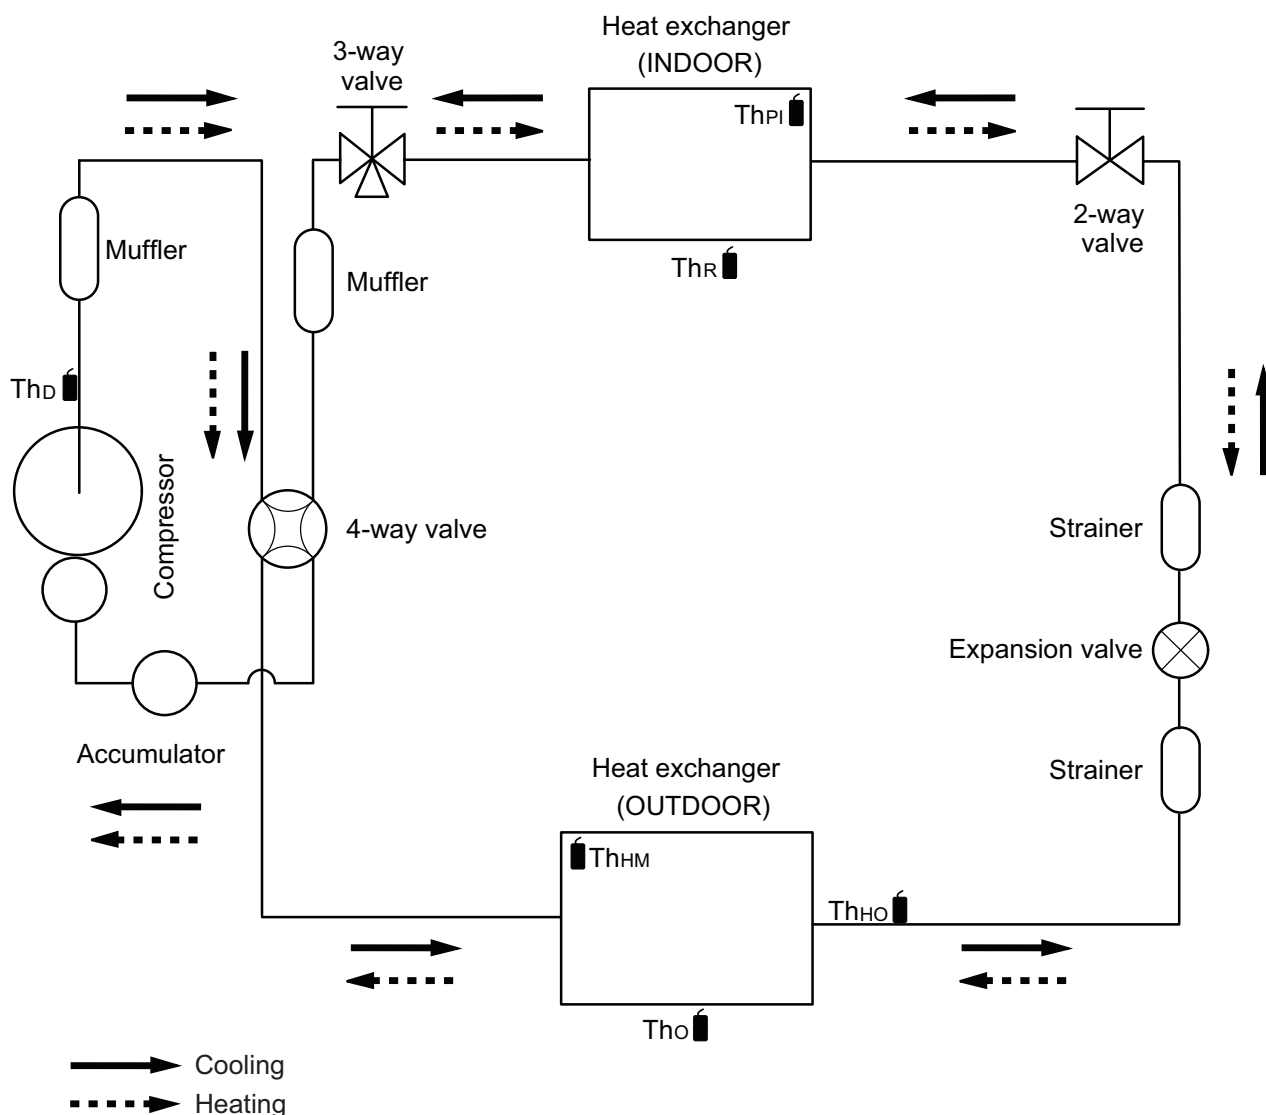 Heat exchanger
(INDOOR)
3-way
valve
ThPI
2-way
valve
Muffler
ThR
Muffler
ThD
Compressor
4-way valve
Strainer
Expansion valve
Accumulator
Heat exchanger
(OUTDOOR)
Strainer
ThHM
ThHO
ThO
Cooling
Heating